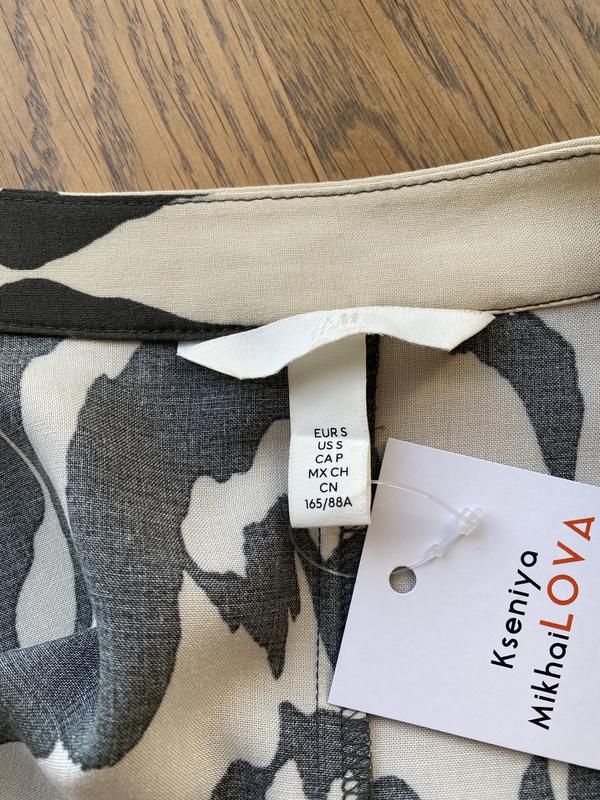 H&M
EUR S
US S
CA P
MX CH
CN
165/88A
Kseniya
MikhaiLOVA